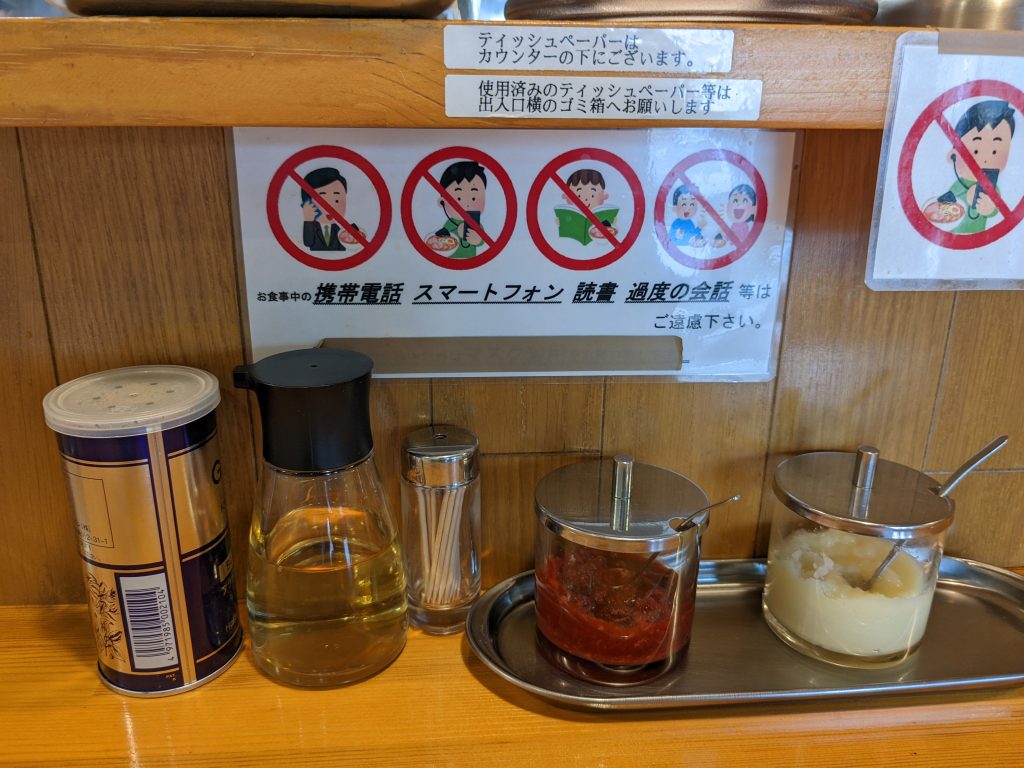 ティッシュペーパーは
カウンターの下にございます。
使用済みのティッシュペーパー等は
出入口横のゴミ箱へお願いします
お食事中の携帯電話 スマートフォン 読書 過度の会話 等は
ご遠慮下さい。
4 971985 002104